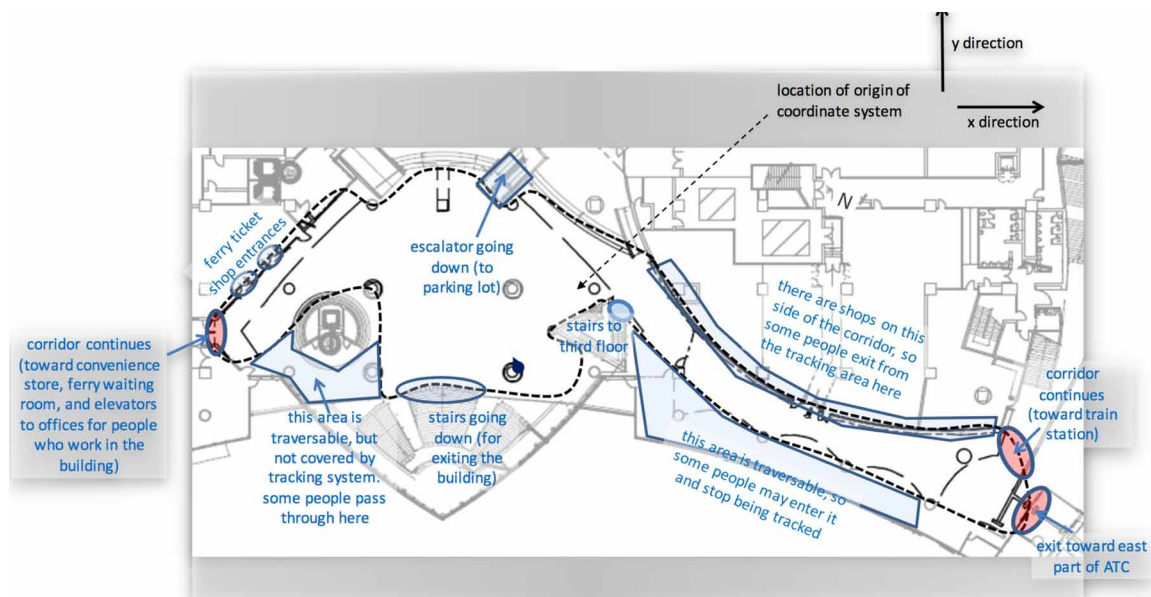 y direction
x direction
location of origin of
coordinate system
N
ferry ticket
shop entrances
escalator going
down (to
parking lot)
stairs to
third floor
there are shops on this
side of the corridor, so
some people exit from
the tracking area here
corridor continues
(toward convenience
store, ferry waiting
room, and elevators
to offices for people
who work in the
building)
this area is
traversable, but
not covered by
tracking system.
some people pass
through here
stairs going
down (for
exiting the
building)
this area is traversable, so
some people may enter it
and stop being tracked
corridor
continues
(toward train
station)
exit toward east
part of ATC